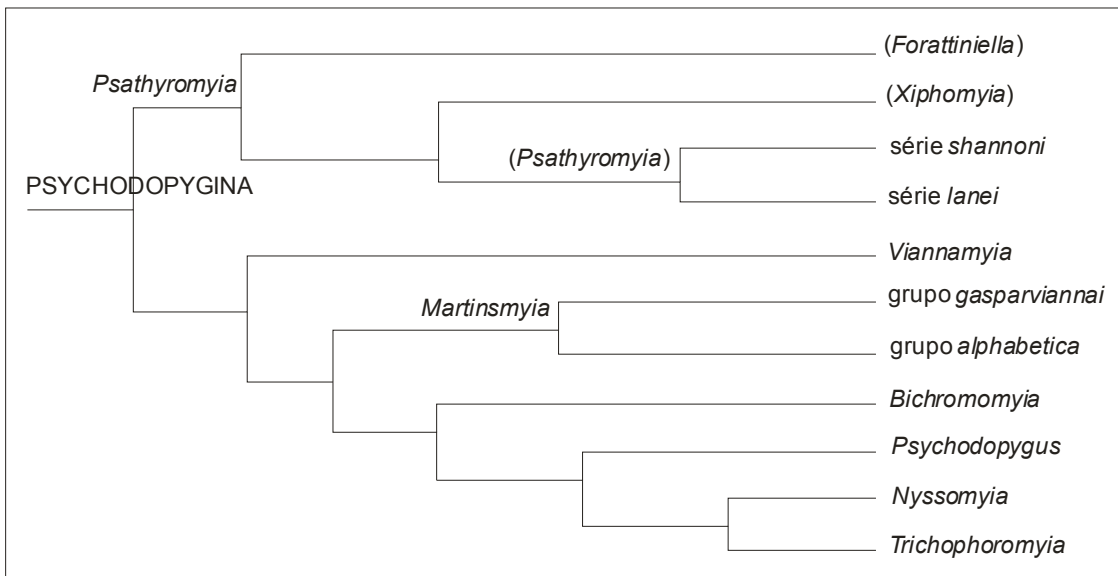 (Forattiniella)
Psathyromyia
(Xiphomyia)
série shannoni
(Psathyromyia)
série lanei
PSYCHODOPYGINA
Viannamyia
grupo gasparviannai
Martinsmyia
grupo alphabetica
Bichromomyia
Psychodopygus
Nyssomyia
Trichophoromyia